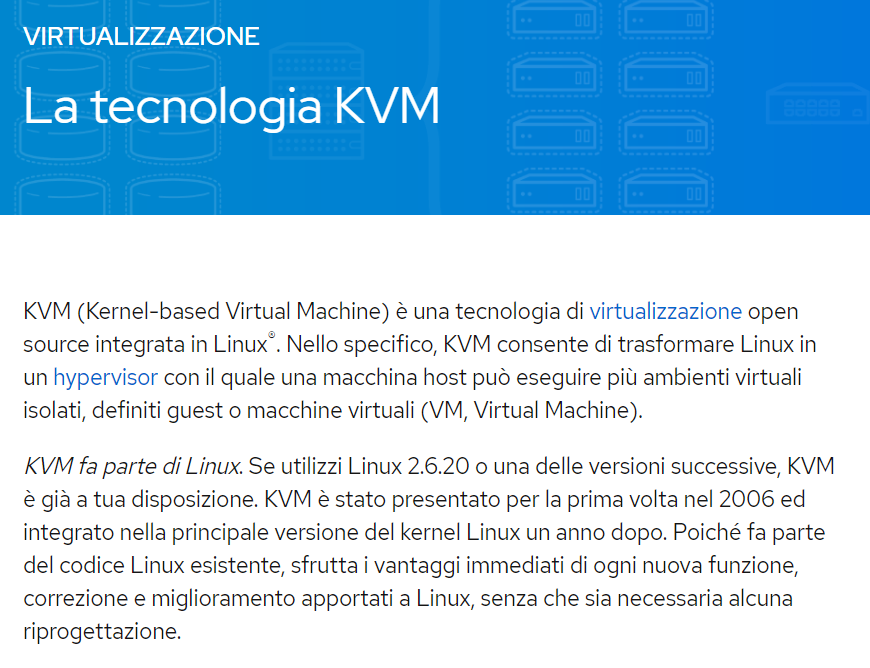 VIRTUALIZZAZIONE
La tecnologia KVM
KVM (Kernel-based Virtual Machine) è una tecnologia di virtualizzazione open
source integrata in Linux®. Nello specifico, KVM consente di trasformare Linux in
un hypervisor con il quale una macchina host può eseguire più ambienti virtuali
isolati, definiti guest o macchine virtuali (VM, Virtual Machine).
KVM fa parte di Linux. Se utilizzi Linux 2.6.20 o una delle versioni successive, KVM
è già a tua disposizione. KVM è stato presentato per la prima volta nel 2006 ed
integrato nella principale versione del kernel Linux un anno dopo. Poiché fa parte
del codice Linux esistente, sfrutta i vantaggi immediati di ogni nuova funzione,
correzione e miglioramento apportati a Linux, senza che sia necessaria alcuna
riprogettazione.